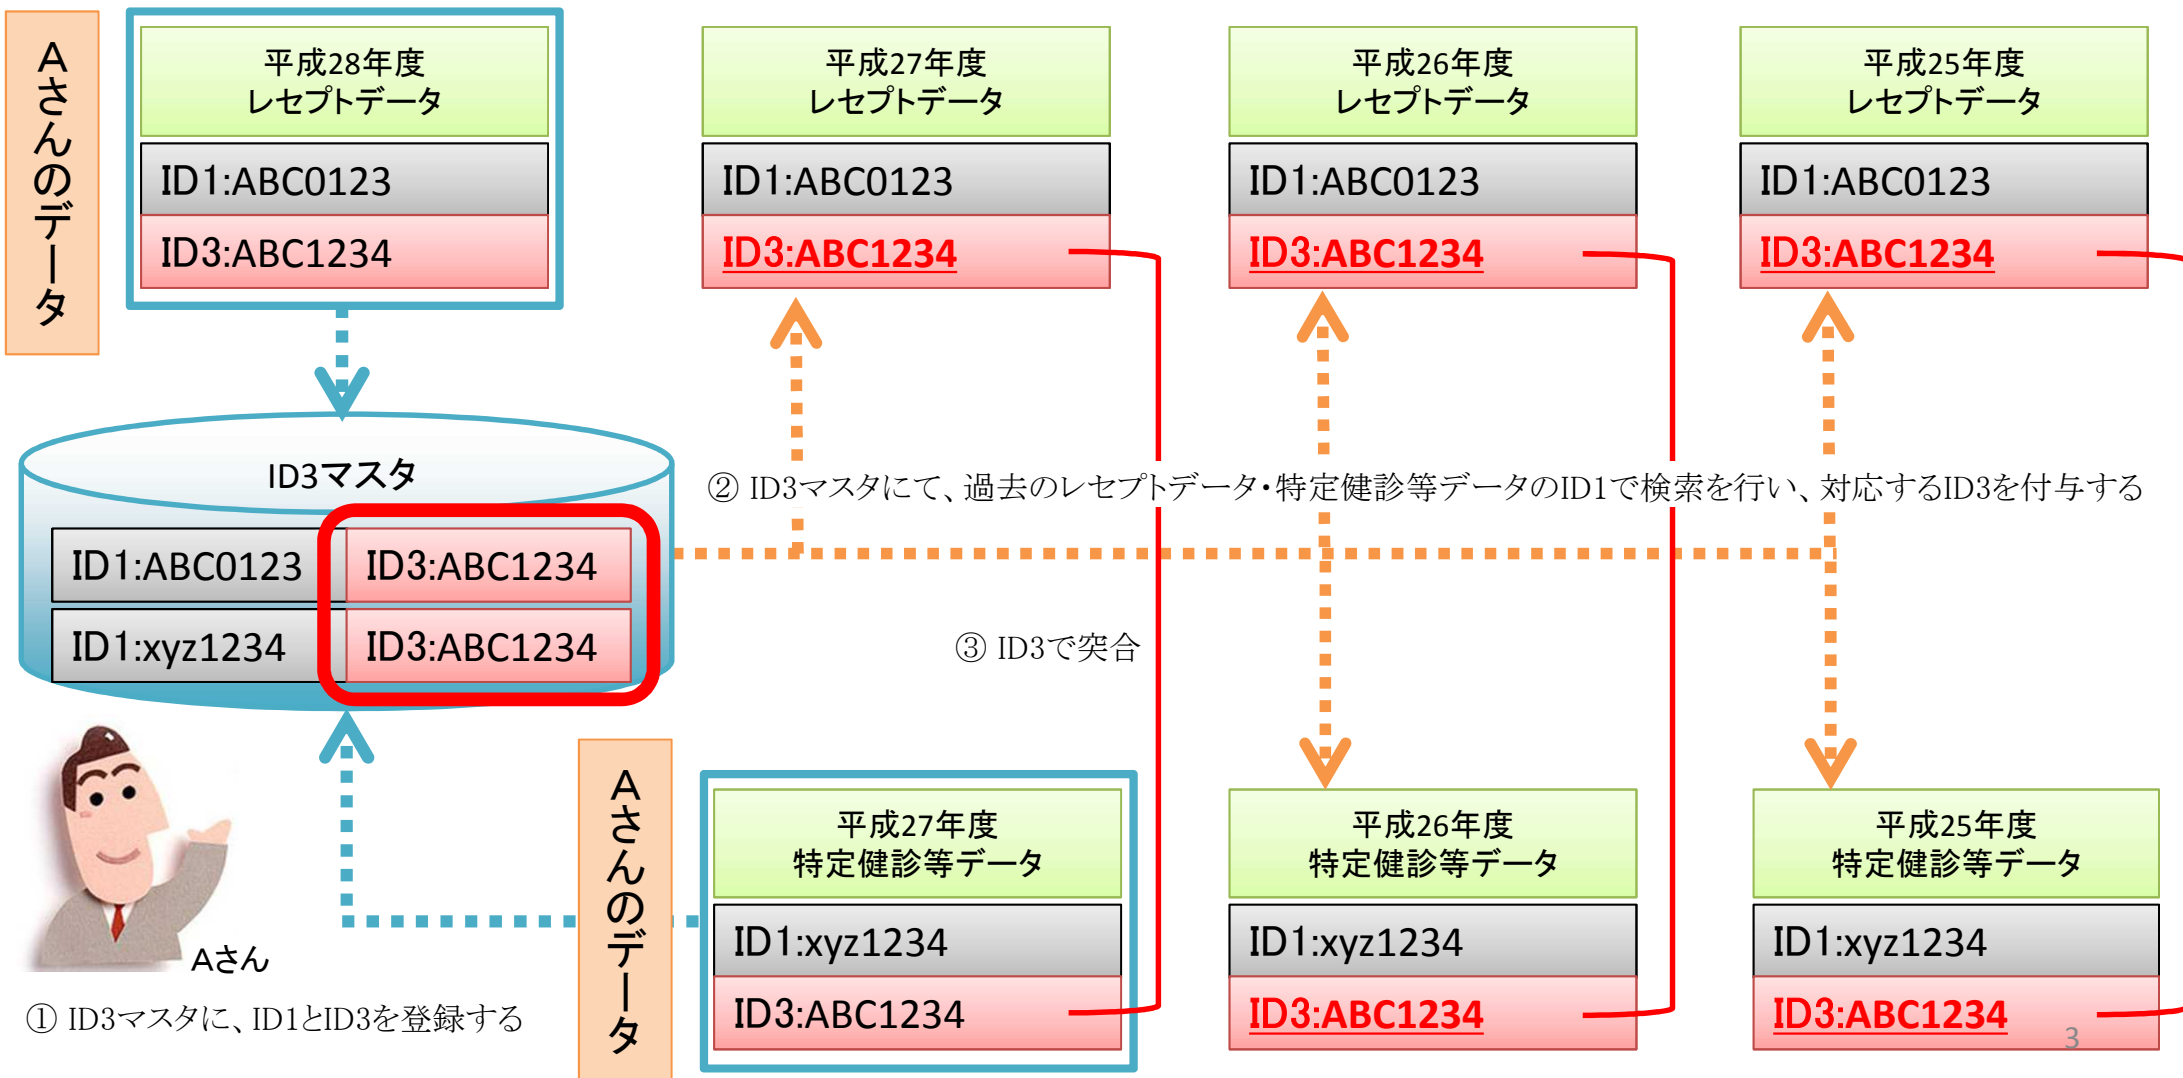 Aさんのデータ
平成28年度
レセプトデータ
ID1:ABC0123
ID3:ABC1234
平成27年度
レセプトデータ
ID1:ABC0123
ID3:ABC1234
平成26年度
レセプトデータ
ID1:ABC0123
ID3:ABC1234
平成25年度
レセプトデータ
ID1:ABC0123
ID3:ABC1234
ID3マスタ
ID1:ABC0123 ID3:ABC1234
ID1:xyz1234 ID3:ABC1234
② ID3マスタにて、過去のレセプトデータ・特定健診等データのID1で検索を行い、対応するID3を付与する
③ ID3で突合
Aさん
① ID3マスタに、ID1とID3を登録する
Aさんのデータ
平成27年度
特定健診等データ
ID1:xyz1234
ID3:ABC1234
平成26年度
特定健診等データ
ID1:xyz1234
ID3:ABC1234
平成25年度
特定健診等データ
ID1:xyz1234
ID3:ABC1234
3